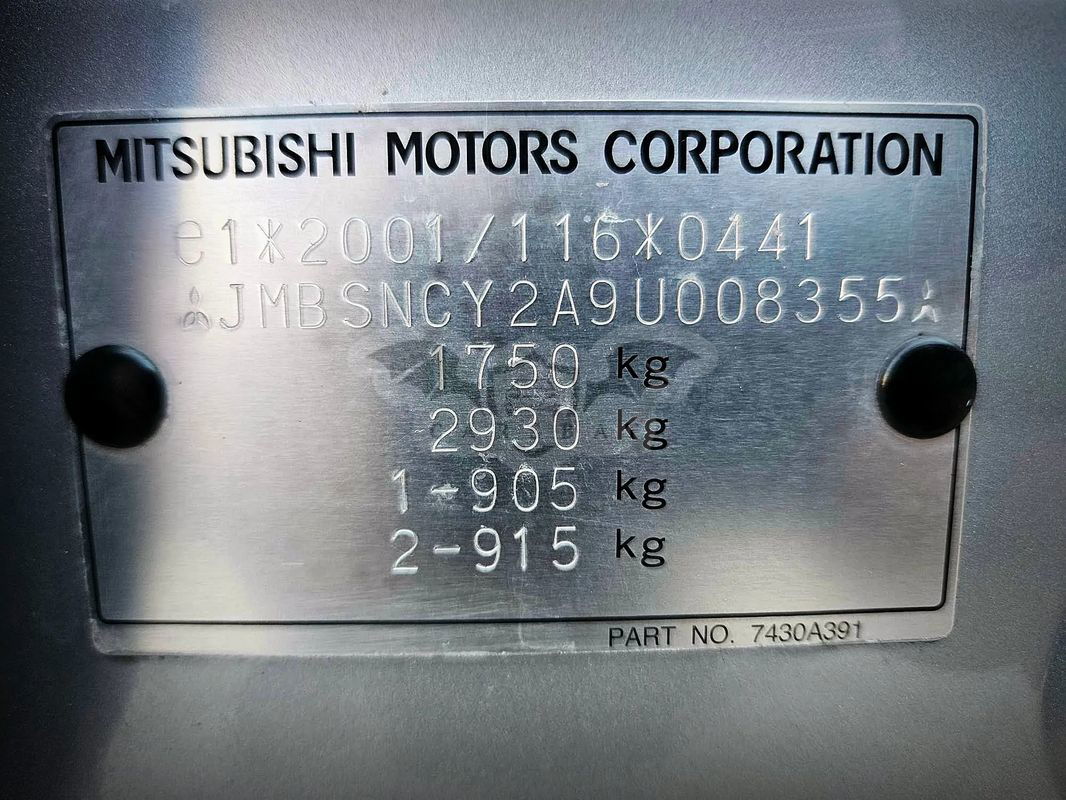 MITSUBISHI MOTORS CORPORATION
e1*2001/116*0441
JMBSNCY2A9U008355
1750 kg
2930 kg
1-905 kg
2-915 kg
PART NO. 7430A391